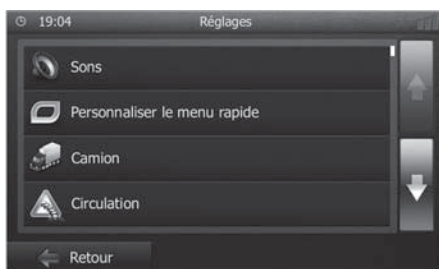 19:04 Réglages
Sons
Personnaliser le menu rapide
Camion
Circulation
Retour